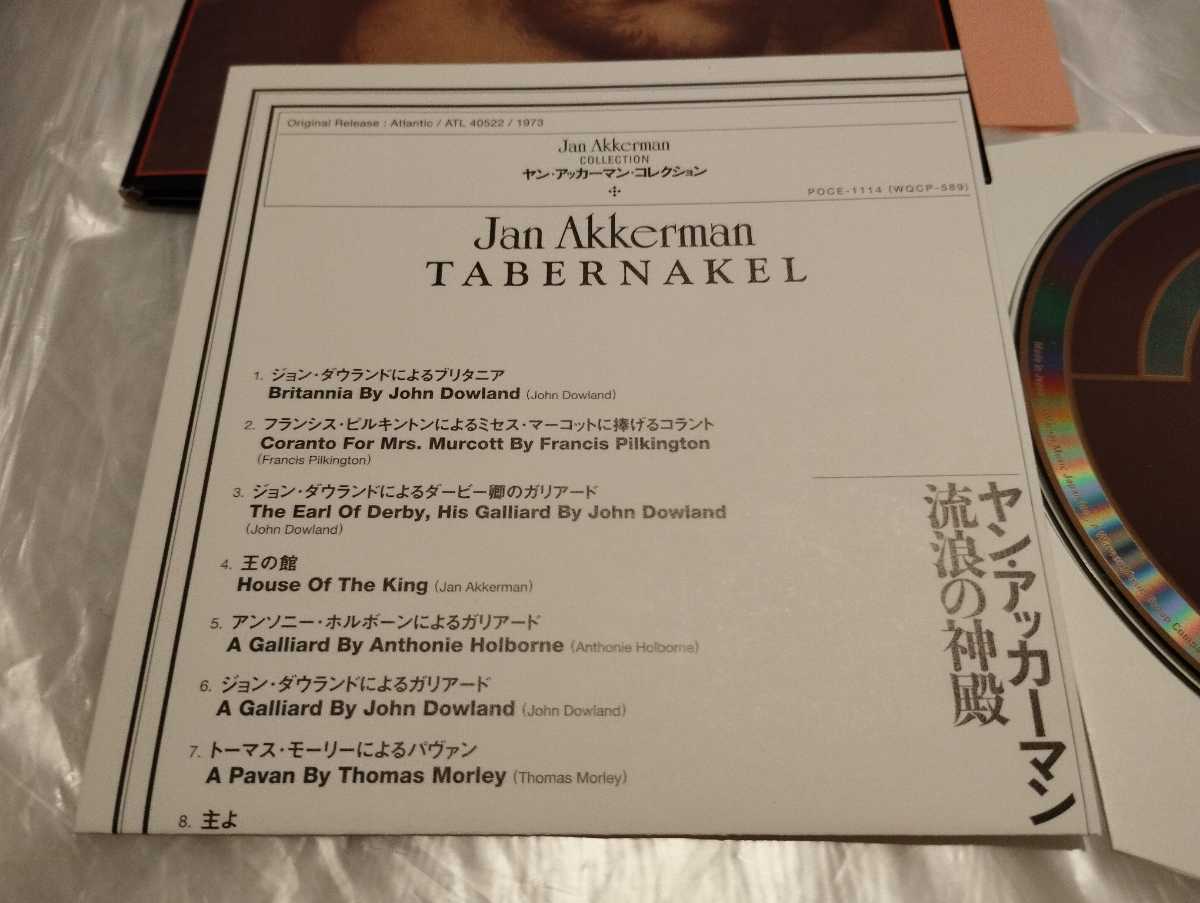 Original Release : Atlantic / ATL 40522 / 1973
Jan Akkerman
COLLECTION
ヤン・アッカーマン・コレクション
POCE-1114 (WQCP-589)
Jan Akkerman
TABERNAKEL
1. ジョン・ダウランドによるブリタニア
Britannia By John Dowland (John Dowland)
2. フランシス・ピルキントンによるミセス・マーコットに捧げるコラント
Coranto For Mrs. Murcott By Francis Pilkington
(Francis Pilkington)
3. ジョン・ダウランドによるダービー卿のガリアード
The Earl Of Derby, His Galliard By John Dowland
(John Dowland)
4. 王の館
House Of The King (Jan Akkerman)
5. アンソニー・ホルボーンによるガリアード
A Galliard By Anthonie Holborne (Anthonie Holborne)
6. ジョン・ダウランドによるガリアード
A Galliard By John Dowland (John Dowland)
7. トーマス・モーリーによるパヴァン
A Pavan By Thomas Morley (Thomas Morley)
8. 主よ
ヤン・アッカーマン
流浪の神殿
Made in Japan